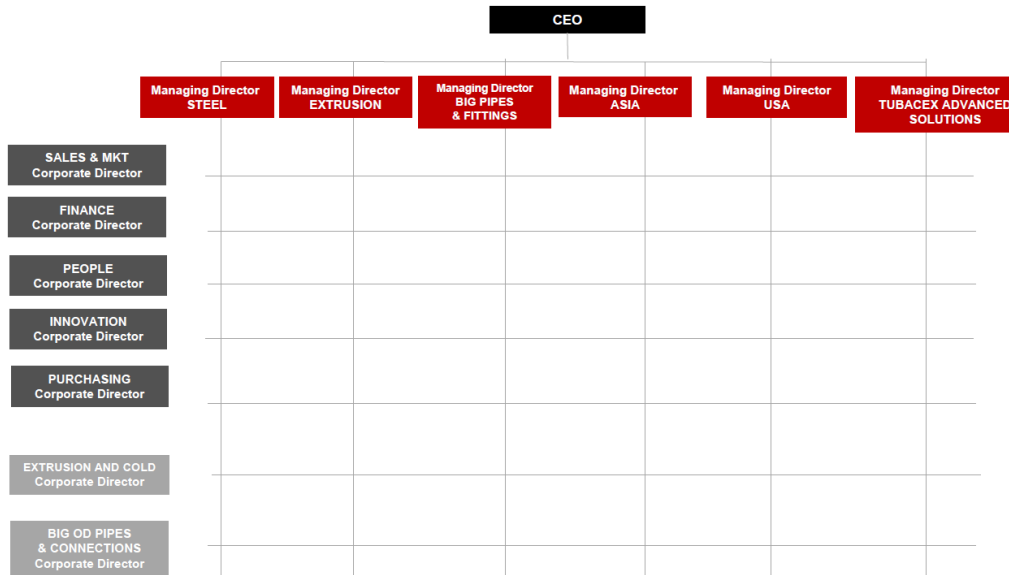 CEO
Managing Director
STEEL
Managing Director
EXTRUSION
Managing Director
BIG PIPES
& FITTINGS
Managing Director
ASIA
Managing Director
USA
Managing Director
TUBACEX ADVANCED
SOLUTIONS
SALES & MKT
Corporate Director
FINANCE
Corporate Director
PEOPLE
Corporate Director
INNOVATION
Corporate Director
PURCHASING
Corporate Director
EXTRUSION AND COLD
Corporate Director
BIG OD PIPES
& CONNECTIONS
Corporate Director